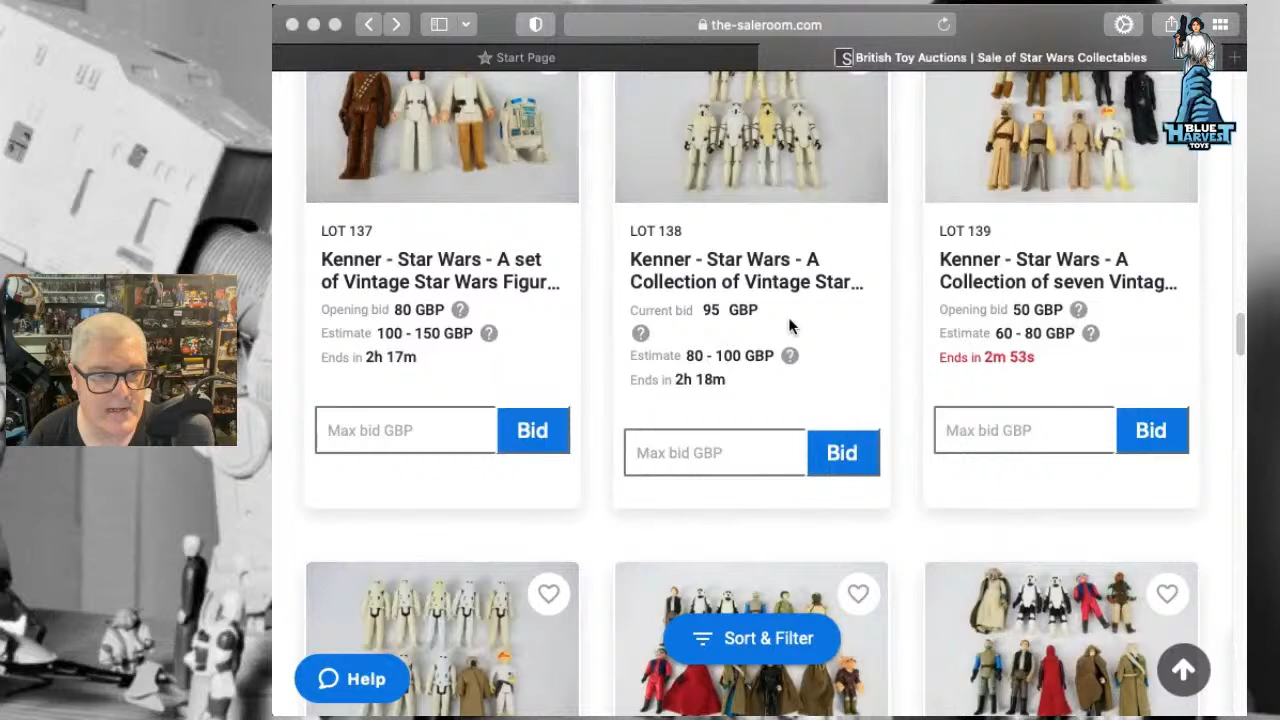 the-saleroom.com
Start Page
S British Toy Auctions | Sale of Star Wars Collectables
BLUE
HARVEST
TOYS
LOT 137
Kenner - Star Wars - A set
of Vintage Star Wars Figur...
Opening bid 80 GBP ?
Estimate 100 - 150 GBP ?
Ends in 2h 17m
Max bid GBP
Bid
LOT 138
Kenner - Star Wars - A
Collection of Vintage Star...
Current bid 95 GBP
?
Estimate 80 - 100 GBP ?
Ends in 2h 18m
Max bid GBP
Bid
LOT 139
Kenner - Star Wars - A
Collection of seven Vintag...
Opening bid 50 GBP ?
Estimate 60 - 80 GBP ?
Ends in 2m 53s
Max bid GBP
Bid
Sort & Filter
Help